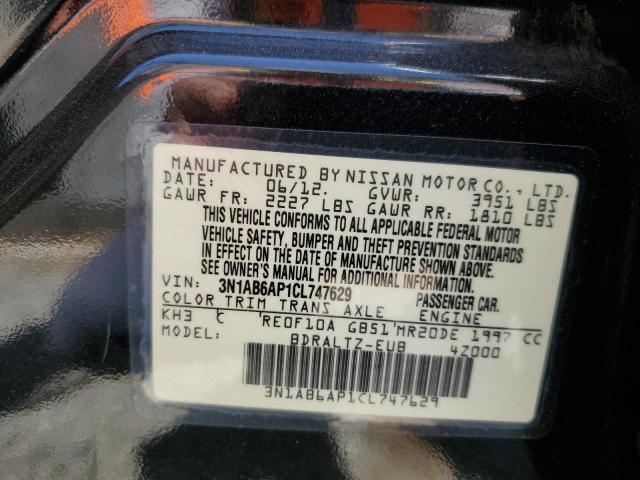 MANUFACTURED BY NISSAN MOTOR CO., LTD.
DATE: 06/12. GVWR: 3951 LBS
GAWR FR: 2227 LBS GAWR RR: 1810 LBS
THIS VEHICLE CONFORMS TO ALL APPLICABLE FEDERAL MOTOR
VEHICLE SAFETY, BUMPER AND THEFT PREVENTION STANDARDS
IN EFFECT ON THE DATE OF MANUFACTURE SHOWN ABOVE.
SEE OWNER'S MANUAL FOR ADDITIONAL INFORMATION.
VIN: 3N1AB6AP1CL747629 PASSENGER CAR.
COLOR TRIM TRANS AXLE ENGINE
KH3 C RE0F10A GB51 MR20DE 1997 CC
MODEL: BDRALTZ-EUB 4Z000
3N1AB6AP1CL747629